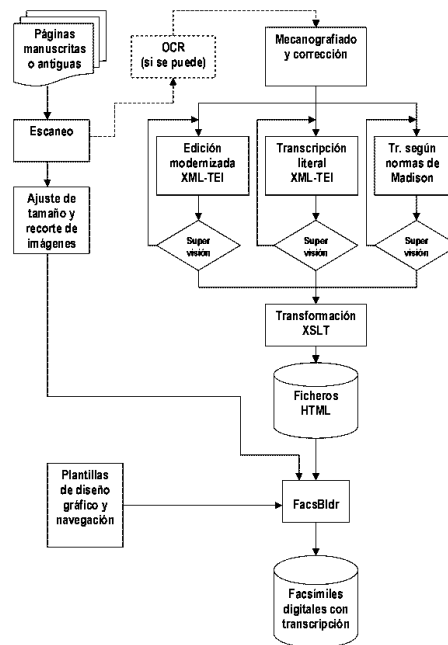 Páginas
manuscritas
o antiguas
OCR
(si se puede)
Mecanografiado
y corrección
Escaneo
Edición
modernizada
XML-TEI
Transcripción
literal
XML-TEI
Tr. según
normas de
Madison
Ajuste de
tamaño y
recorte de
imágenes
Super
visión
Super
visión
Super
visión
Transformación
XSLT
Ficheros
HTML
Plantillas
de diseño
gráfico y
navegación
FacsBldr
Facsímiles
digitales con
transcripción